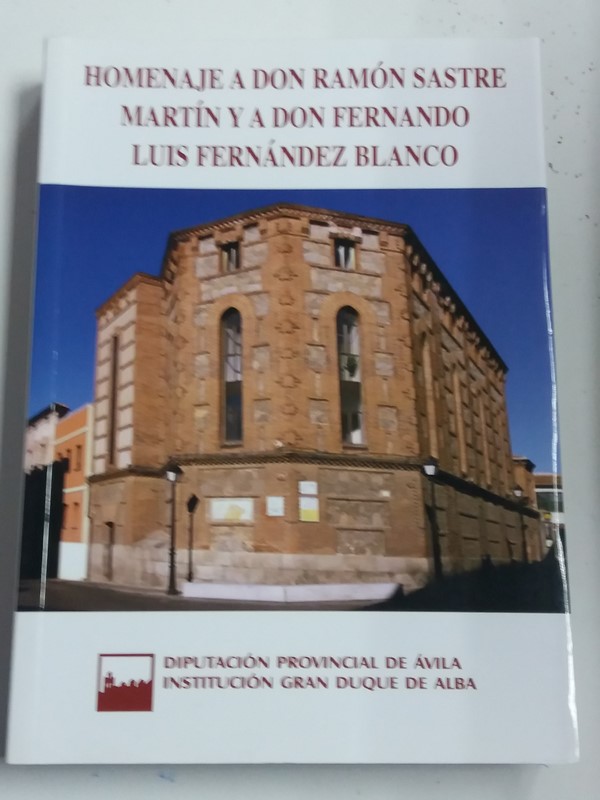 HOMENAJE A DON RAMÓN SASTRE
MARTÍN Y A DON FERNANDO
LUIS FERNÁNDEZ BLANCO
DIPUTACIÓN PROVINCIAL DE ÁVILA
INSTITUCIÓN GRAN DUQUE DE ALBA